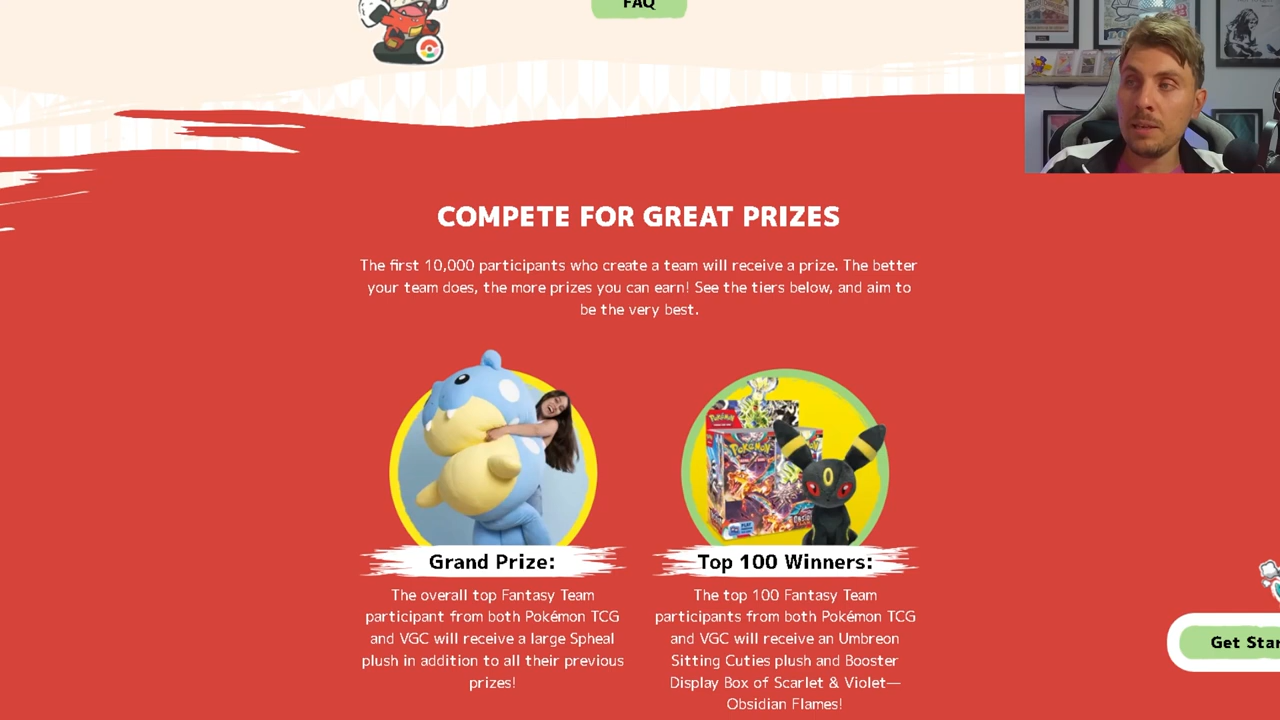 FAQ
COMPETE FOR GREAT PRIZES
The first 10,000 participants who create a team will receive a prize. The better
your team does, the more prizes you can earn! See the tiers below, and aim to
be the very best.
Grand Prize:
The overall top Fantasy Team
participant from both Pokémon TCG
and VGC will receive a large Spheal
plush in addition to all their previous
prizes!
Pokémon
Pokémon
Top 100 Winners:
The top 100 Fantasy Team
participants from both Pokémon TCG
and VGC will receive an Umbreon
Sitting Cuties plush and Booster
Display Box of Scarlet & Violet—
Obsidian Flames!
Get Star